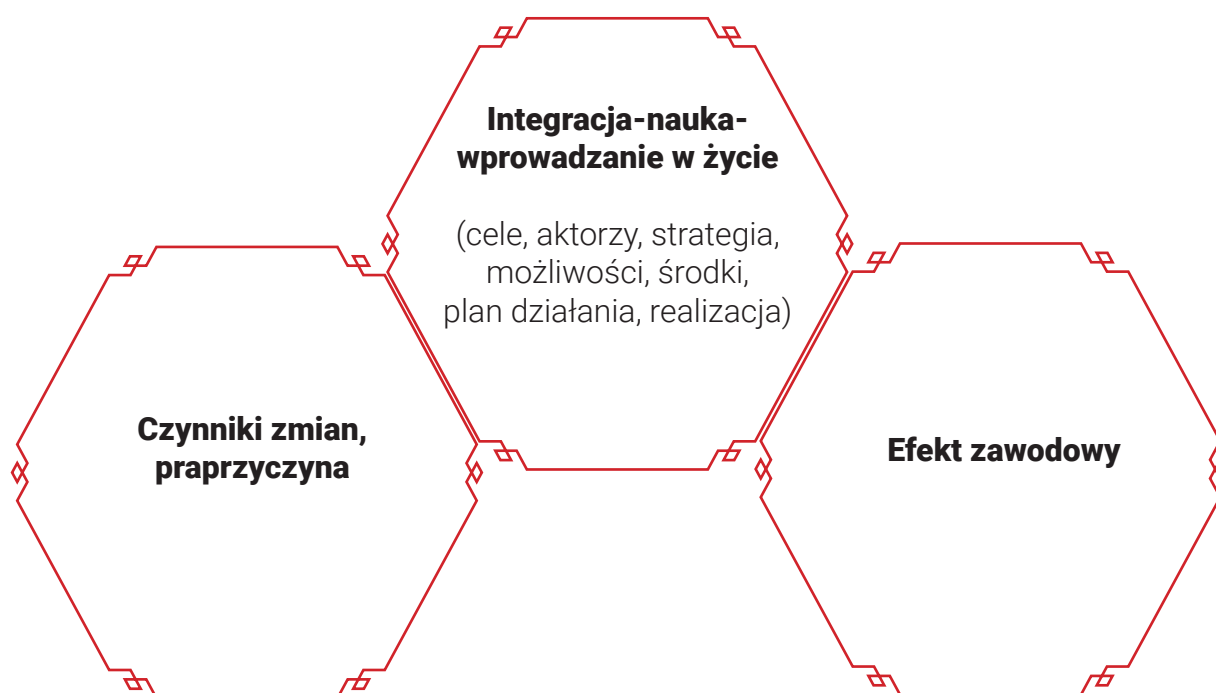 Integracja-nauka-
wprowadzanie w życie
(cele, aktorzy, strategia,
możliwości, środki,
plan działania, realizacja)
Czynniki zmian,
praprzyczyna
Efekt zawodowy